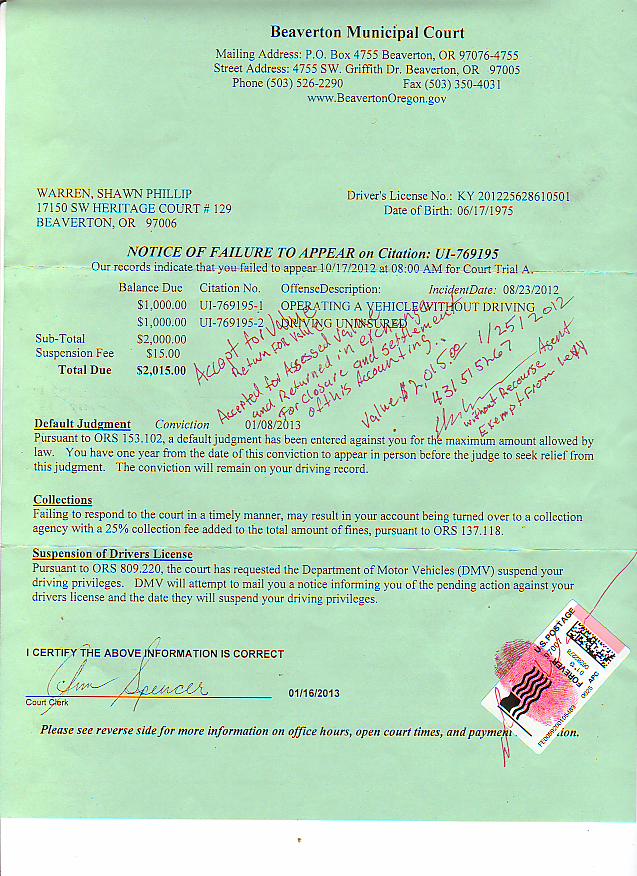 Beaverton Municipal Court
Mailing Address: P.O. Box 4755 Beaverton, OR 97076-4755
Street Address: 4755 SW. Griffith Dr. Beaverton, OR 97005
Phone (503) 526-2290 Fax (503) 350-4031
www.BeavertonOregon.gov
WARREN, SHAWN PHILLIP
17150 SW HERITAGE COURT # 129
BEAVERTON, OR 97006
Driver's License No.: KY 201225628610501
Date of Birth: 06/17/1975
NOTICE OF FAILURE TO APPEAR on Citation: UI-769195
Our records indicate that you failed to appear 10/17/2012 at 08:00 AM for Court Trial A.
Balance Due Citation No. OffenseDescription: IncidentDate: 08/23/2012
$1,000.00 UI-769195-1 OPERATING A VEHICLE WITHOUT DRIVING
$1,000.00 UI-769195-2 DRIVING UNINSURED
Sub-Total $2,000.00
Suspension Fee $15.00
Total Due $2,015.00
Accept for Value
Return For Value
Accepted for Assessed Value
and Returned in exchange
For closure and settlement
of this Accounting..
Value $2,015.00 1/25/2012
431515267
Agent
without Recourse
Exempt From Levy
Default Judgment Conviction 01/08/2013
Pursuant to ORS 153.102, a default judgment has been entered against you for the maximum amount allowed by
law. You have one year from the date of this conviction to appear in person before the judge to seek relief from
this judgment. The conviction will remain on your driving record.
Collections
Failing to respond to the court in a timely manner, may result in your account being turned over to a collection
agency with a 25% collection fee added to the total amount of fines, pursuant to ORS 137.118.
Suspension of Drivers License
Pursuant to ORS 809.220, the court has requested the Department of Motor Vehicles (DMV) suspend your
driving privileges. DMV will attempt to mail you a notice informing you of the pending action against your
drivers license and the date they will suspend your driving privileges.
I CERTIFY THE ABOVE INFORMATION IS CORRECT
Spencer 01/16/2013
Court Clerk
U.S. POSTAGE
FOREVER
APC
Please see reverse side for more information on office hours, open court times, and payment